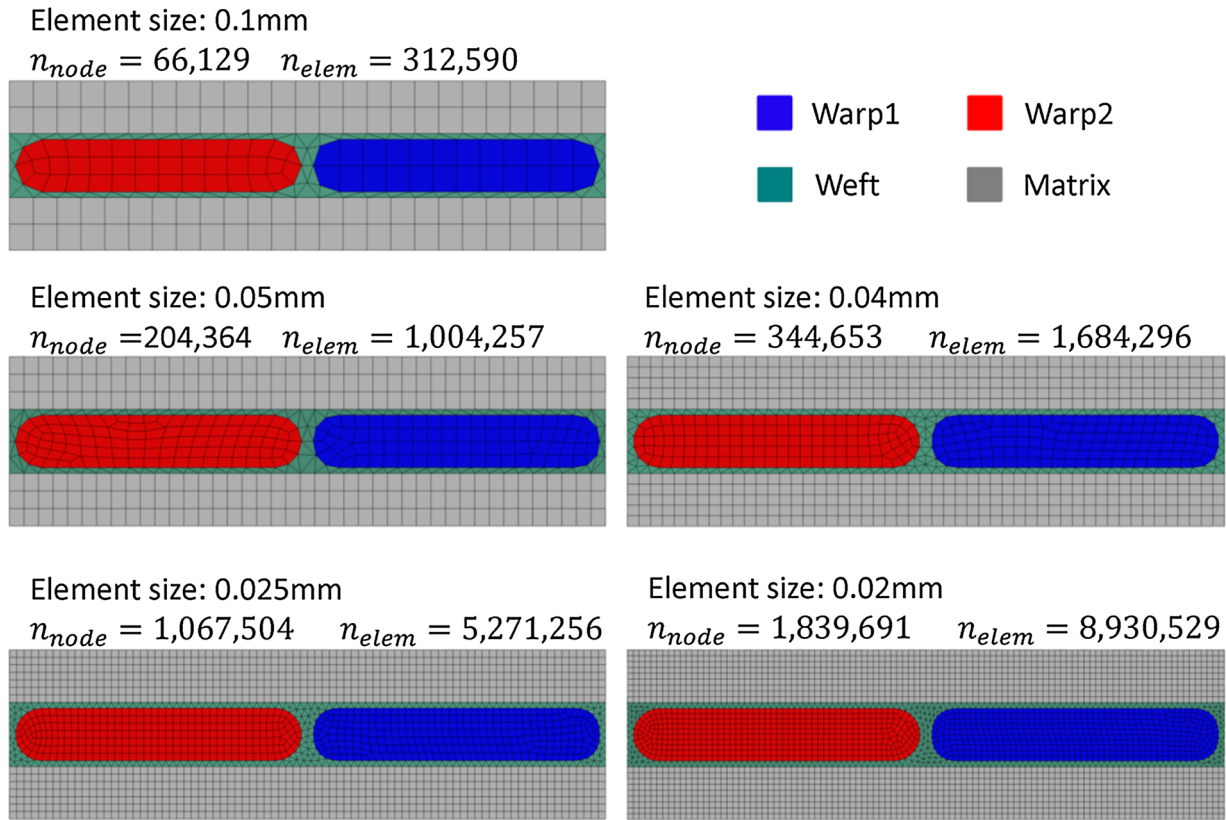 Element size: 0.1mm
n_node = 66,129 n_elem = 312,590
Warp1 Warp2
Weft Matrix
Element size: 0.05mm
n_node =204,364 n_elem = 1,004,257
Element size: 0.04mm
n_node = 344,653 n_elem = 1,684,296
Element size: 0.025mm
n_node = 1,067,504 n_elem = 5,271,256
Element size: 0.02mm
n_node = 1,839,691 n_elem = 8,930,529